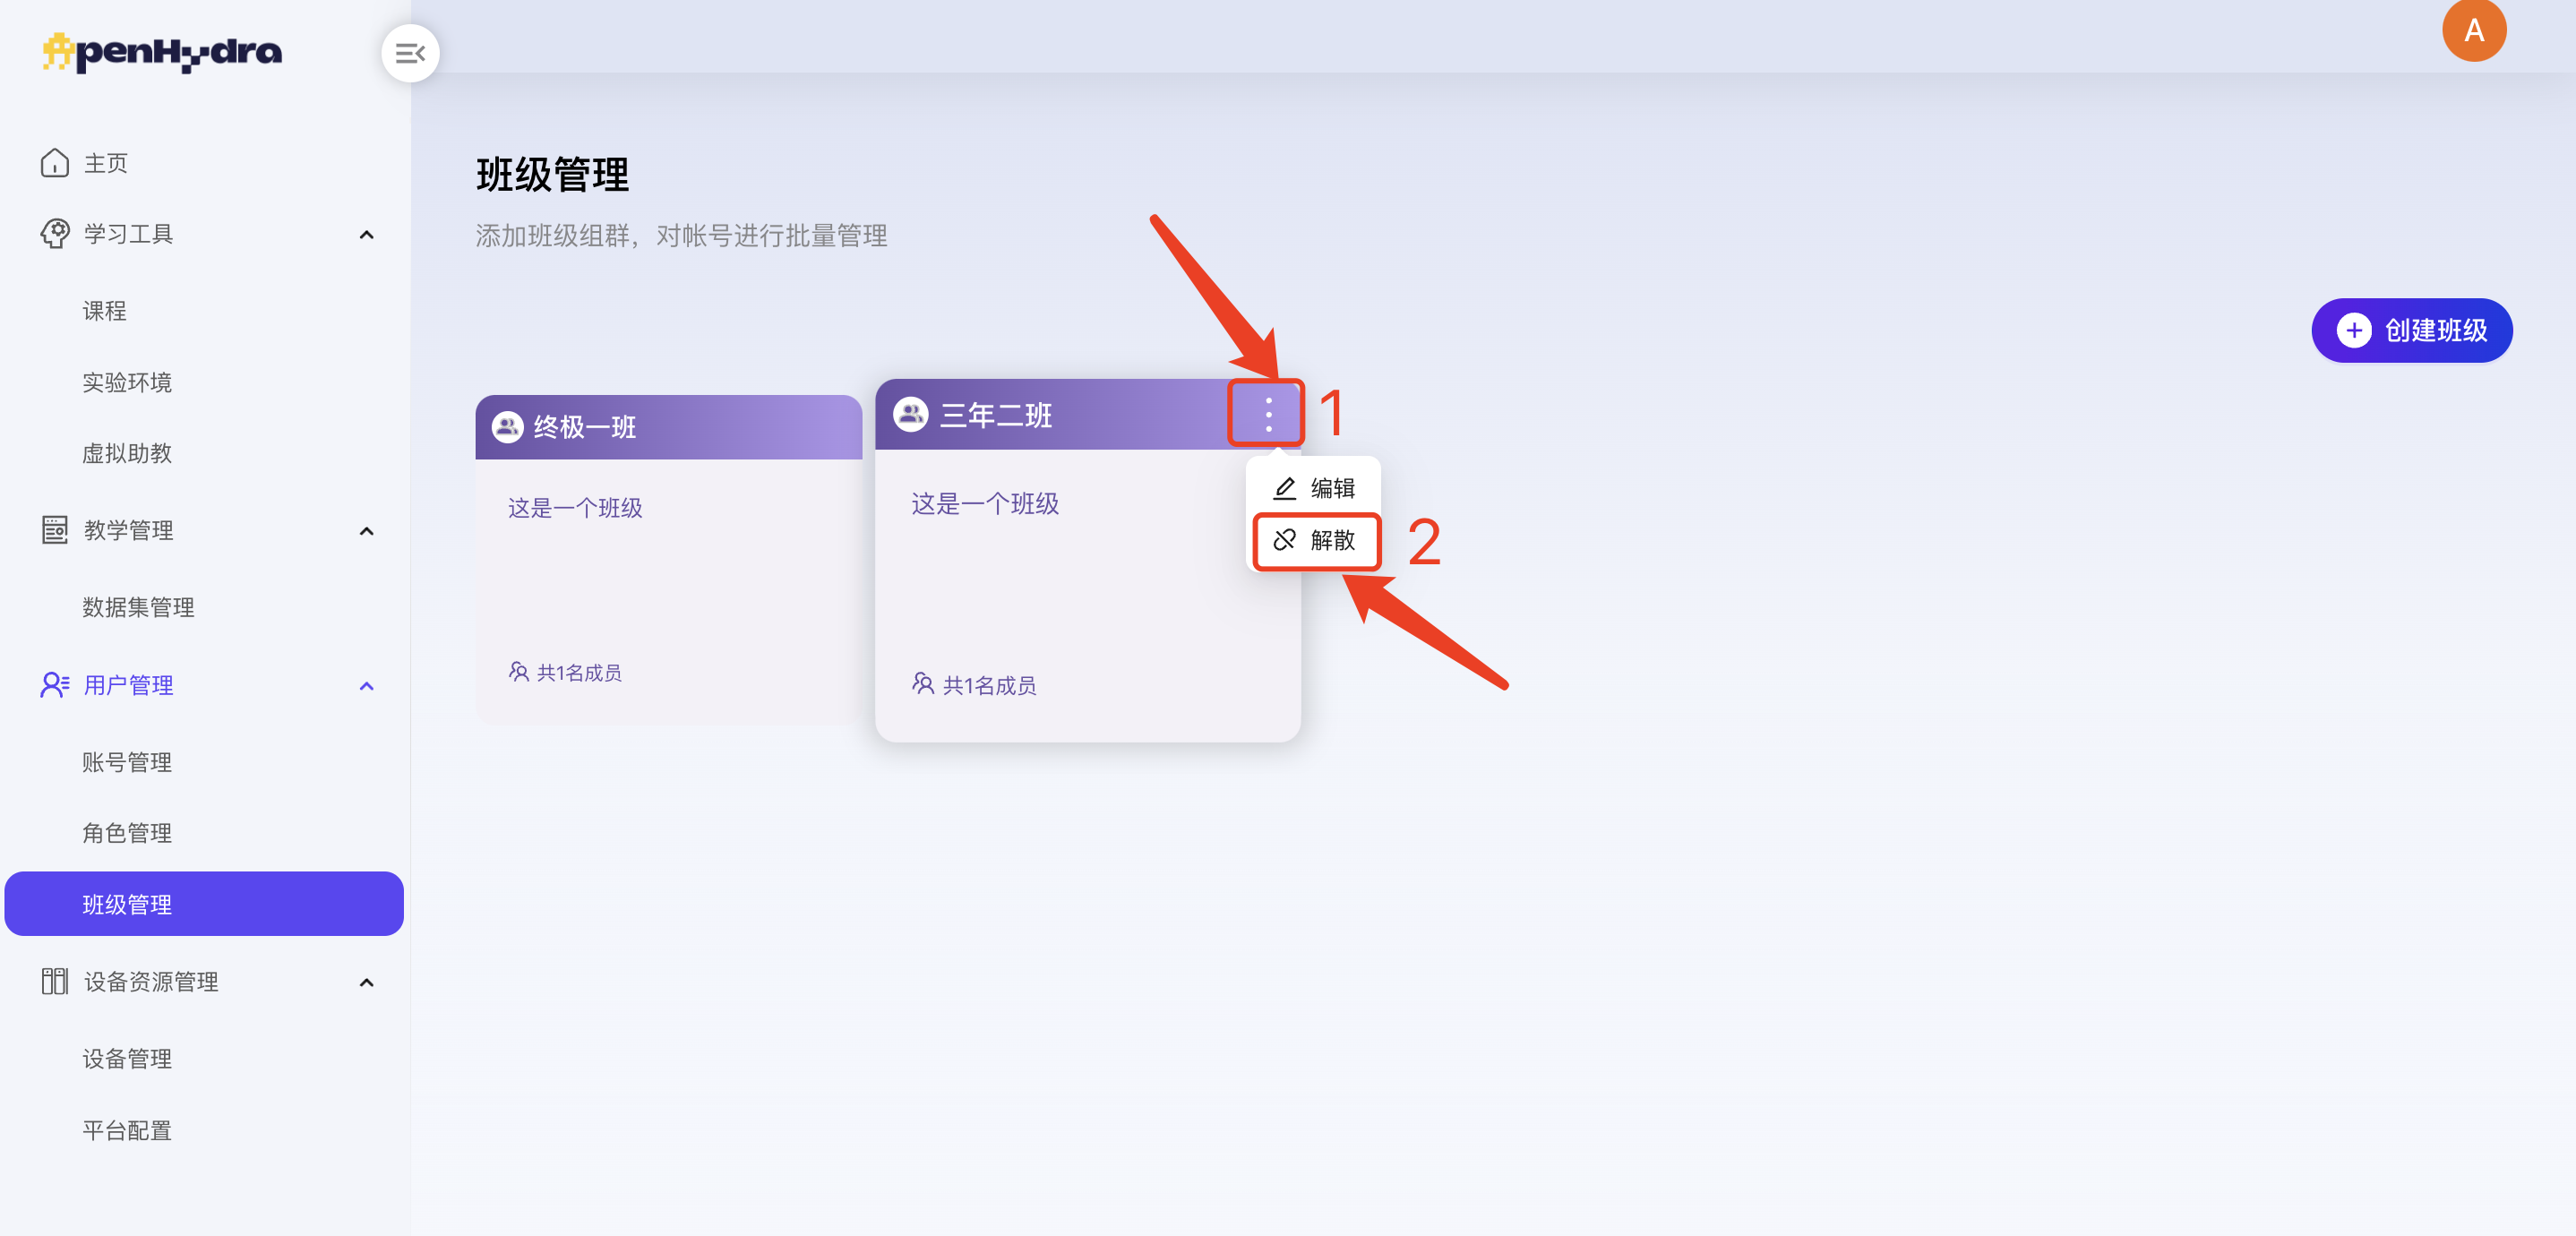 OpenHydra
A
主页
学习工具
课程
实验环境
虚拟助教
教学管理
数据集管理
用户管理
账号管理
角色管理
班级管理
设备资源管理
设备管理
平台配置
班级管理
添加班级组群，对帐号进行批量管理
创建班级
终极一班
这是一个班级
共1名成员
三年二班
这是一个班级
共1名成员
1
编辑
解散
2